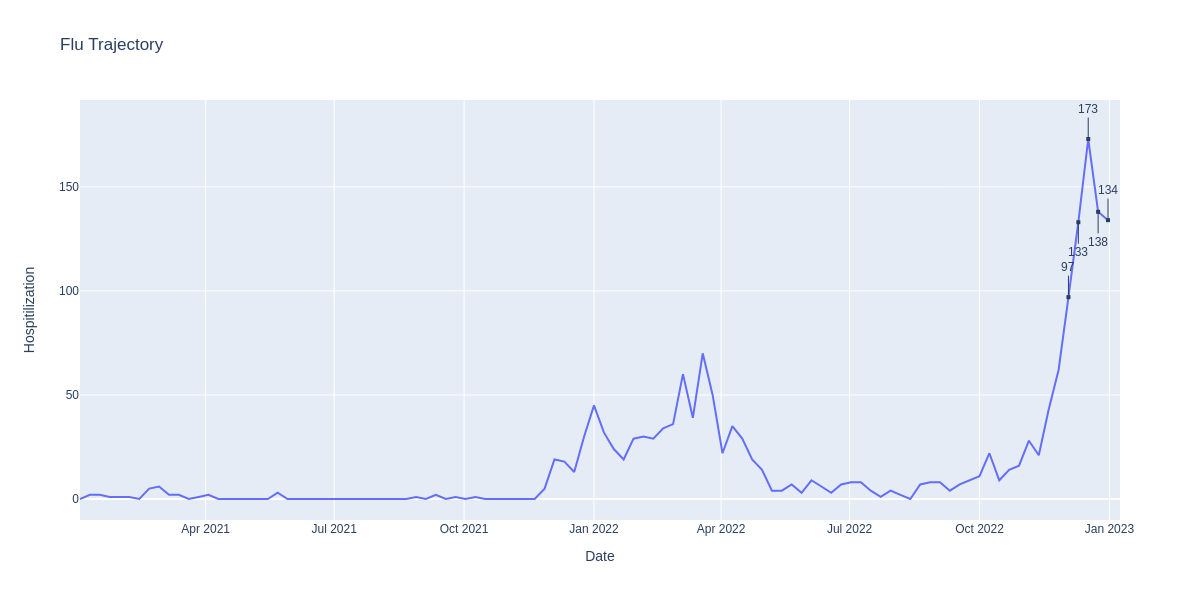 Flu Trajectory
173
150
134
138
133
97
100
50
0
Hospitilization
Apr 2021
Jul 2021
Oct 2021
Jan 2022
Apr 2022
Jul 2022
Oct 2022
Jan 2023
Date